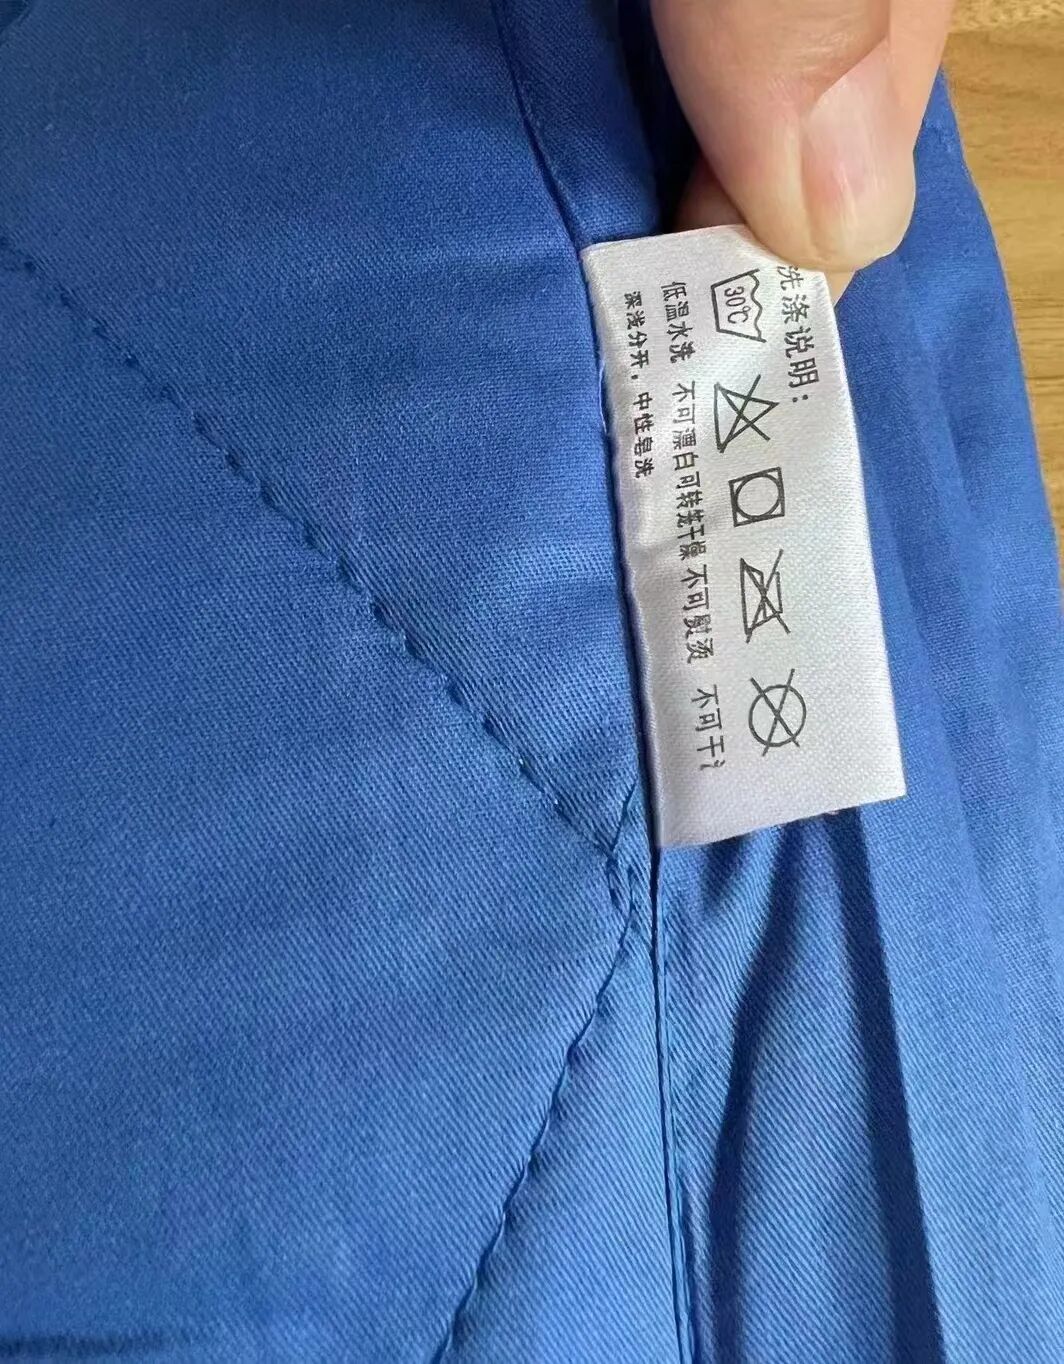 洗涤说明：
30℃
低温水洗 不可漂白 可转笼干燥 不可熨烫 不可干
深浅分开，中性皂洗